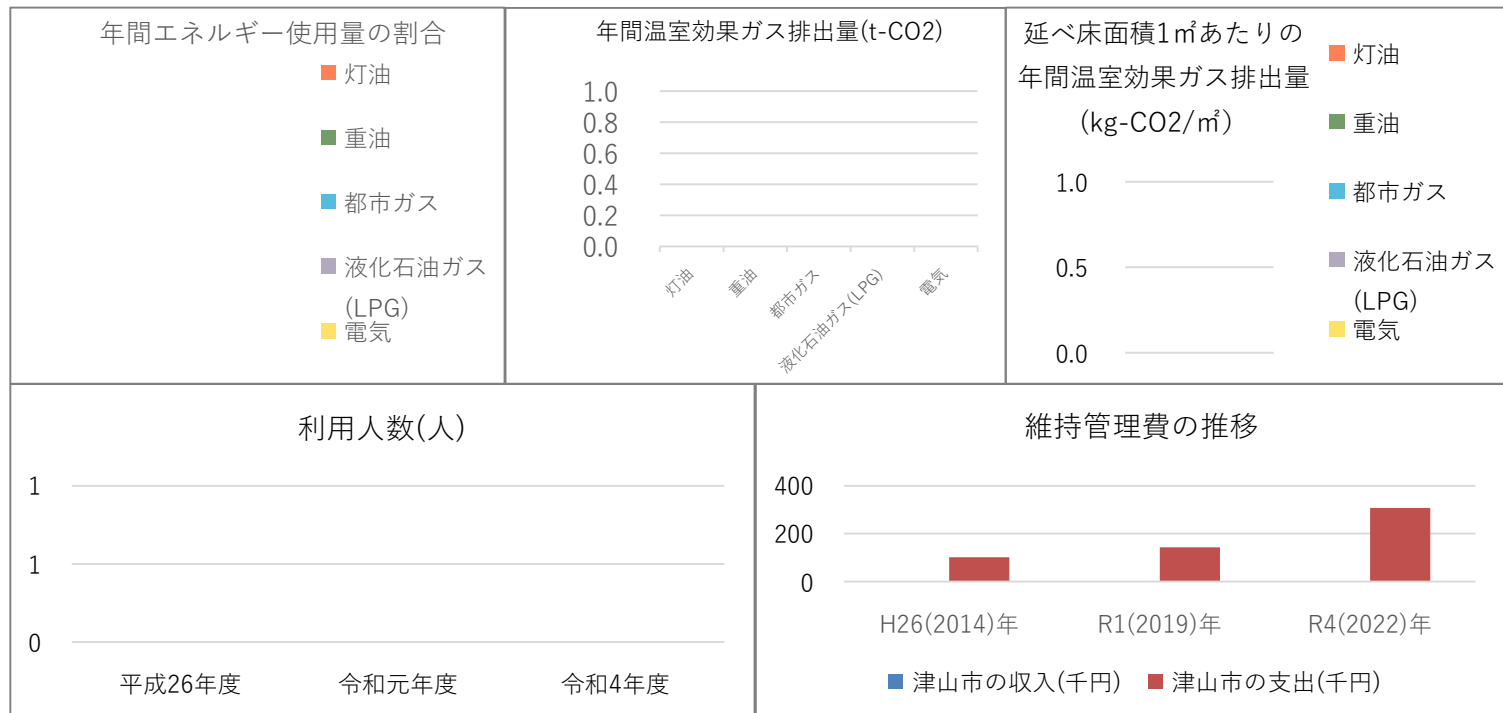 年間エネルギー使用量の割合
灯油
重油
都市ガス
液化石油ガス
(LPG)
電気
年間温室効果ガス排出量(t-CO2)
1.0
0.8
0.6
0.4
0.2
0.0
灯油
重油
都市ガス
液化石油ガス(LPG)
電気
延べ床面積1㎡あたりの
年間温室効果ガス排出量
(kg-CO2/㎡)
1.0
0.5
0.0
灯油
重油
都市ガス
液化石油ガス
(LPG)
電気
利用人数(人)
1
1
0
平成26年度 令和元年度 令和4年度
維持管理費の推移
400
200
0
H26(2014)年 R1(2019)年 R4(2022)年
津山市の収入(千円) 津山市の支出(千円)